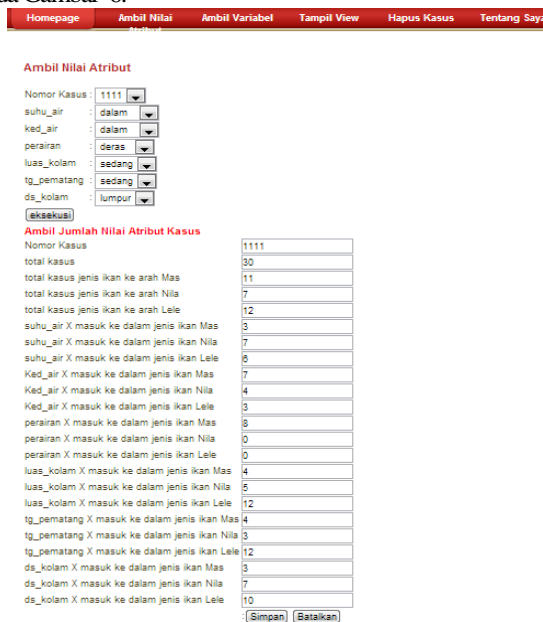 da Gambar 6.
Homepage Ambil Nilai Atribut Ambil Variabel Tampil View Hapus Kasus Tentang Saya
Ambil Nilai Atribut
Nomor Kasus : 1111
suhu_air : dalam
ked_air : dalam
perairan : deras
luas_kolam : sedang
tg_pematang : sedang
ds_kolam : lumpur
eksekusi
Ambil Jumlah Nilai Atribut Kasus
Nomor Kasus 1111
total kasus 30
total kasus jenis ikan ke arah Mas 11
total kasus jenis ikan ke arah Nila 7
total kasus jenis ikan ke arah Lele 12
suhu_air X masuk ke dalam jenis ikan Mas 3
suhu_air X masuk ke dalam jenis ikan Nila 7
suhu_air X masuk ke dalam jenis ikan Lele 6
Ked_air X masuk ke dalam jenis ikan Mas 7
Ked_air X masuk ke dalam jenis ikan Nila 4
Ked_air X masuk ke dalam jenis ikan Lele 3
perairan X masuk ke dalam jenis ikan Mas 8
perairan X masuk ke dalam jenis ikan Nila 0
perairan X masuk ke dalam jenis ikan Lele 0
luas_kolam X masuk ke dalam jenis ikan Mas 4
luas_kolam X masuk ke dalam jenis ikan Nila 5
luas_kolam X masuk ke dalam jenis ikan Lele 12
tg_pematang X masuk ke dalam jenis ikan Mas 4
tg_pematang X masuk ke dalam jenis ikan Nila 3
tg_pematang X masuk ke dalam jenis ikan Lele 12
ds_kolam X masuk ke dalam jenis ikan Mas 3
ds_kolam X masuk ke dalam jenis ikan Nila 7
ds_kolam X masuk ke dalam jenis ikan Lele 10
: Simpan Batalkan